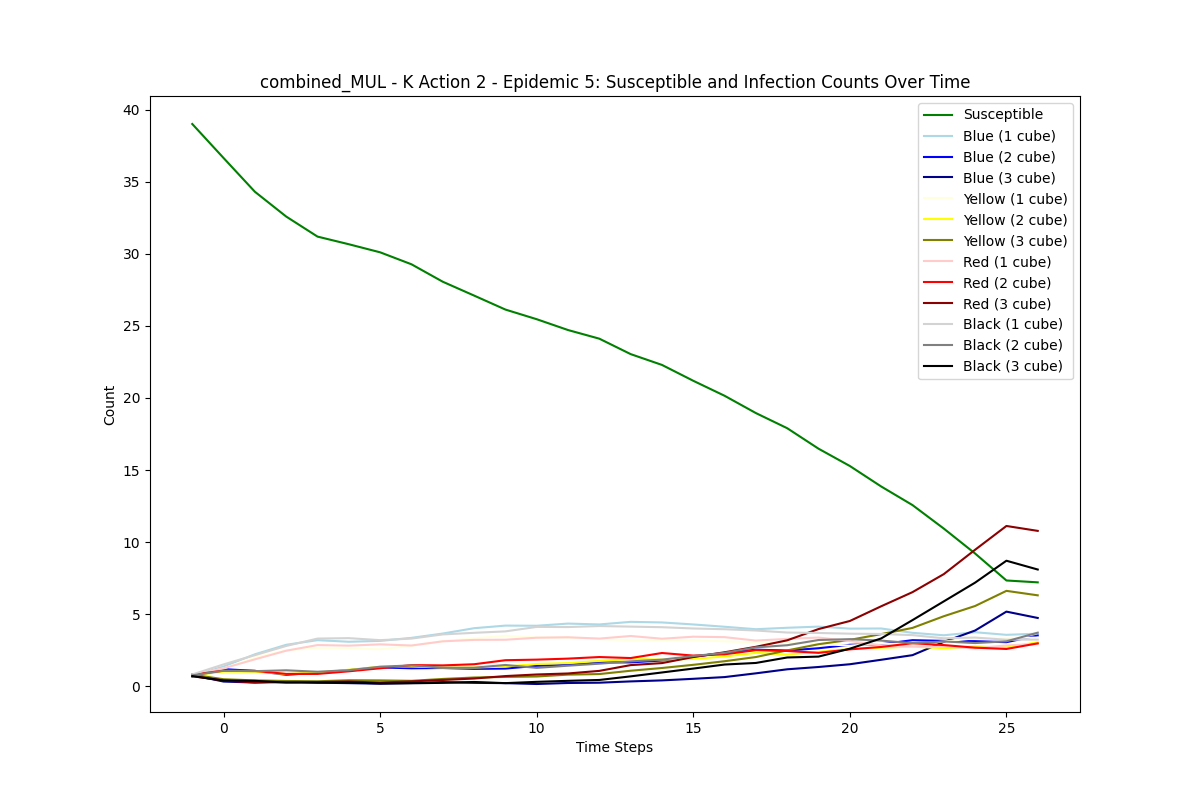 combined_MUL - K Action 2 - Epidemic 5: Susceptible and Infection Counts Over Time
40
35
30
25
20
15
10
5
0
Count
0
5
10
15
20
25
Time Steps
Susceptible
Blue (1 cube)
Blue (2 cube)
Blue (3 cube)
Yellow (1 cube)
Yellow (2 cube)
Yellow (3 cube)
Red (1 cube)
Red (2 cube)
Red (3 cube)
Black (1 cube)
Black (2 cube)
Black (3 cube)